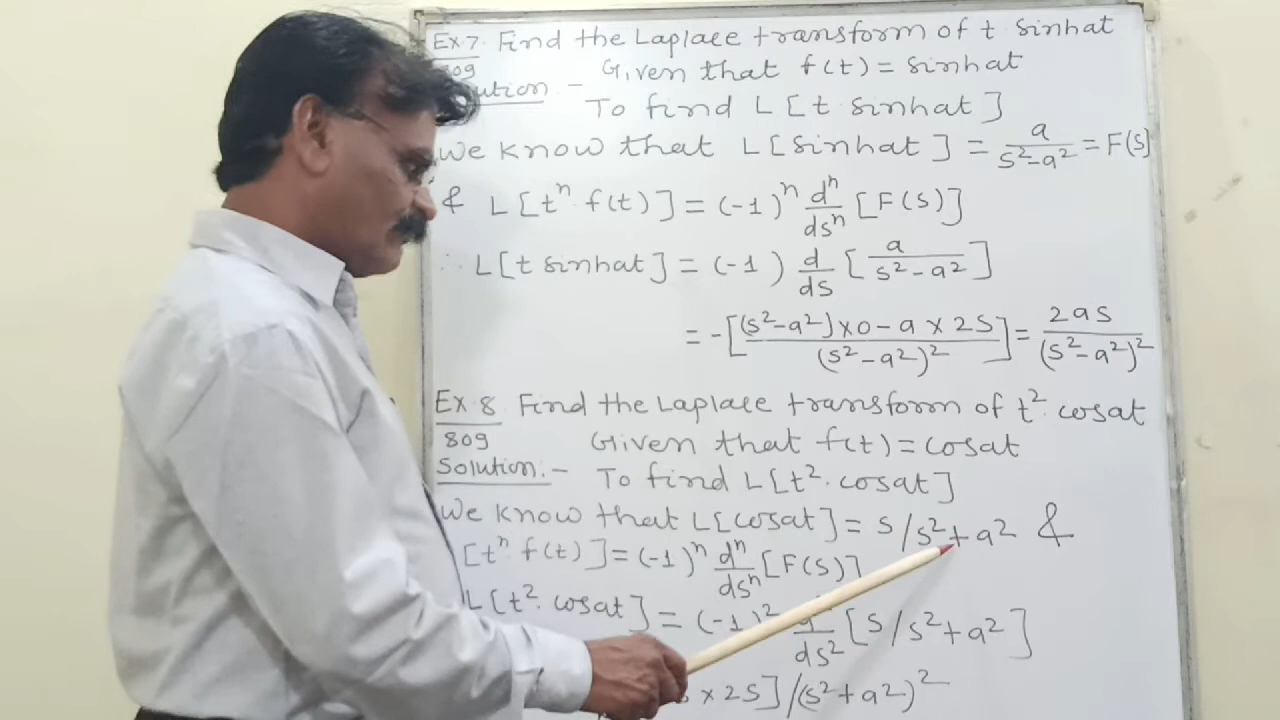 Ex.7. Find the Laplace transform of t sinhat
809 Given that f(t) = sinhat
To find L[t sinhat]
We know that L[sinhat] = a/(s²-a²) = F(s)
& L[tⁿ f(t)] = (-1)ⁿ dⁿ/dsⁿ [F(s)]
∴ L[t sinhat] = (-1) d/ds [a/(s²-a²)]
= -[((s²-a²)×0 - a×2s)/(s²-a²)²] = 2as/(s²-a²)²
Ex.8 Find the Laplace transform of t². cosat
809 Given that f(t) = cosat
Solution:- To find L[t². cosat]
We know that L[cosat] = s/s²+a² &
[tⁿ f(t)] = (-1)ⁿ dⁿ/dsⁿ [F(s)]
L[t². cosat] = (-1)² /ds² [s/s²+a²]
× 2s]/(s²+a²)²